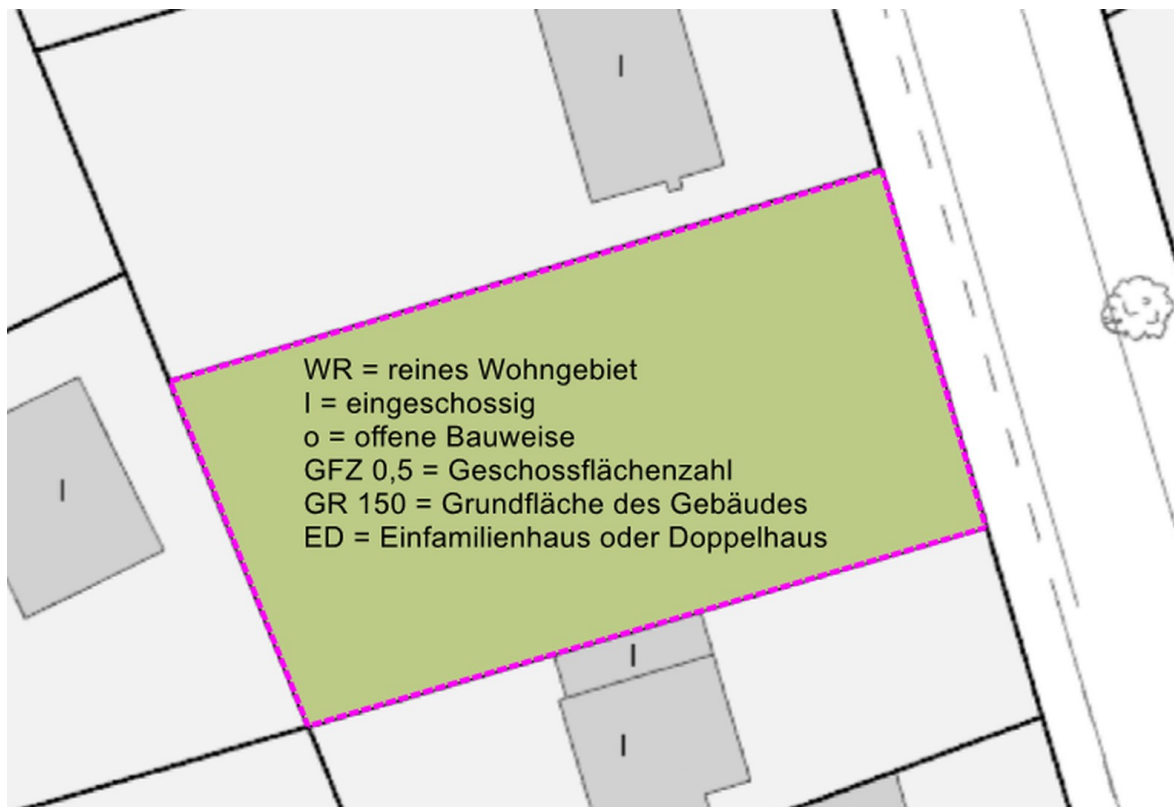 I
WR = reines Wohngebiet
I = eingeschossig
o = offene Bauweise
GFZ 0,5 = Geschossflächenzahl
GR 150 = Grundfläche des Gebäudes
ED = Einfamilienhaus oder Doppelhaus
I
I
I